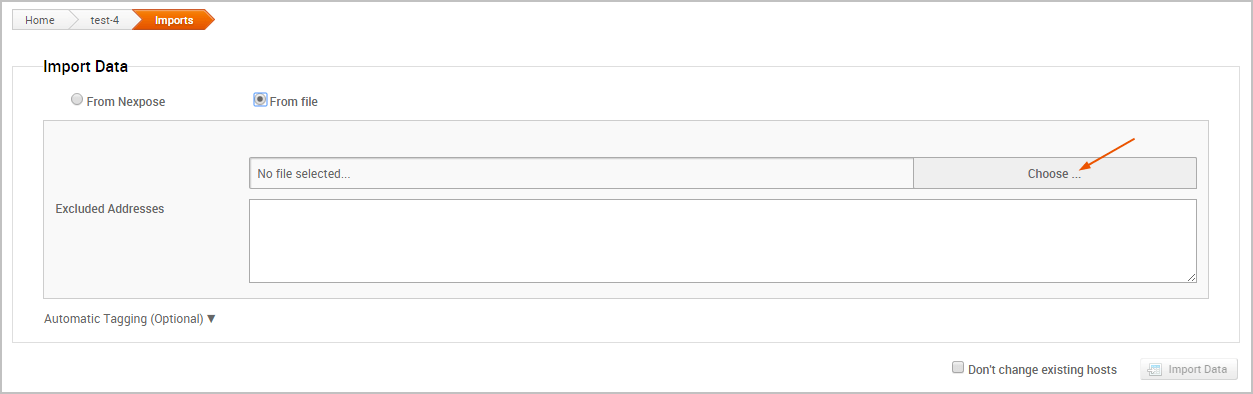 Home test-4 Imports
Import Data
From Nexpose From file
No file selected... Choose ...
Excluded Addresses
Automatic Tagging (Optional) ▼
Don't change existing hosts Import Data